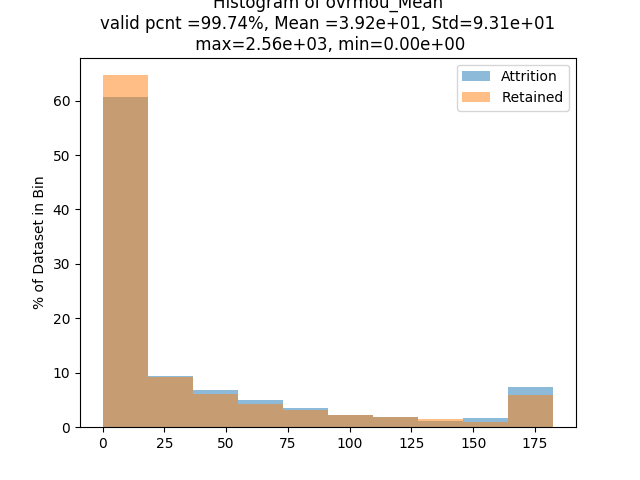 Histogram of ovrmou_Mean
valid pcnt =99.74%, Mean =3.92e+01, Std=9.31e+01
max=2.56e+03, min=0.00e+00
Attrition
Retained
% of Dataset in Bin
60
50
40
30
20
10
0
0 25 50 75 100 125 150 175